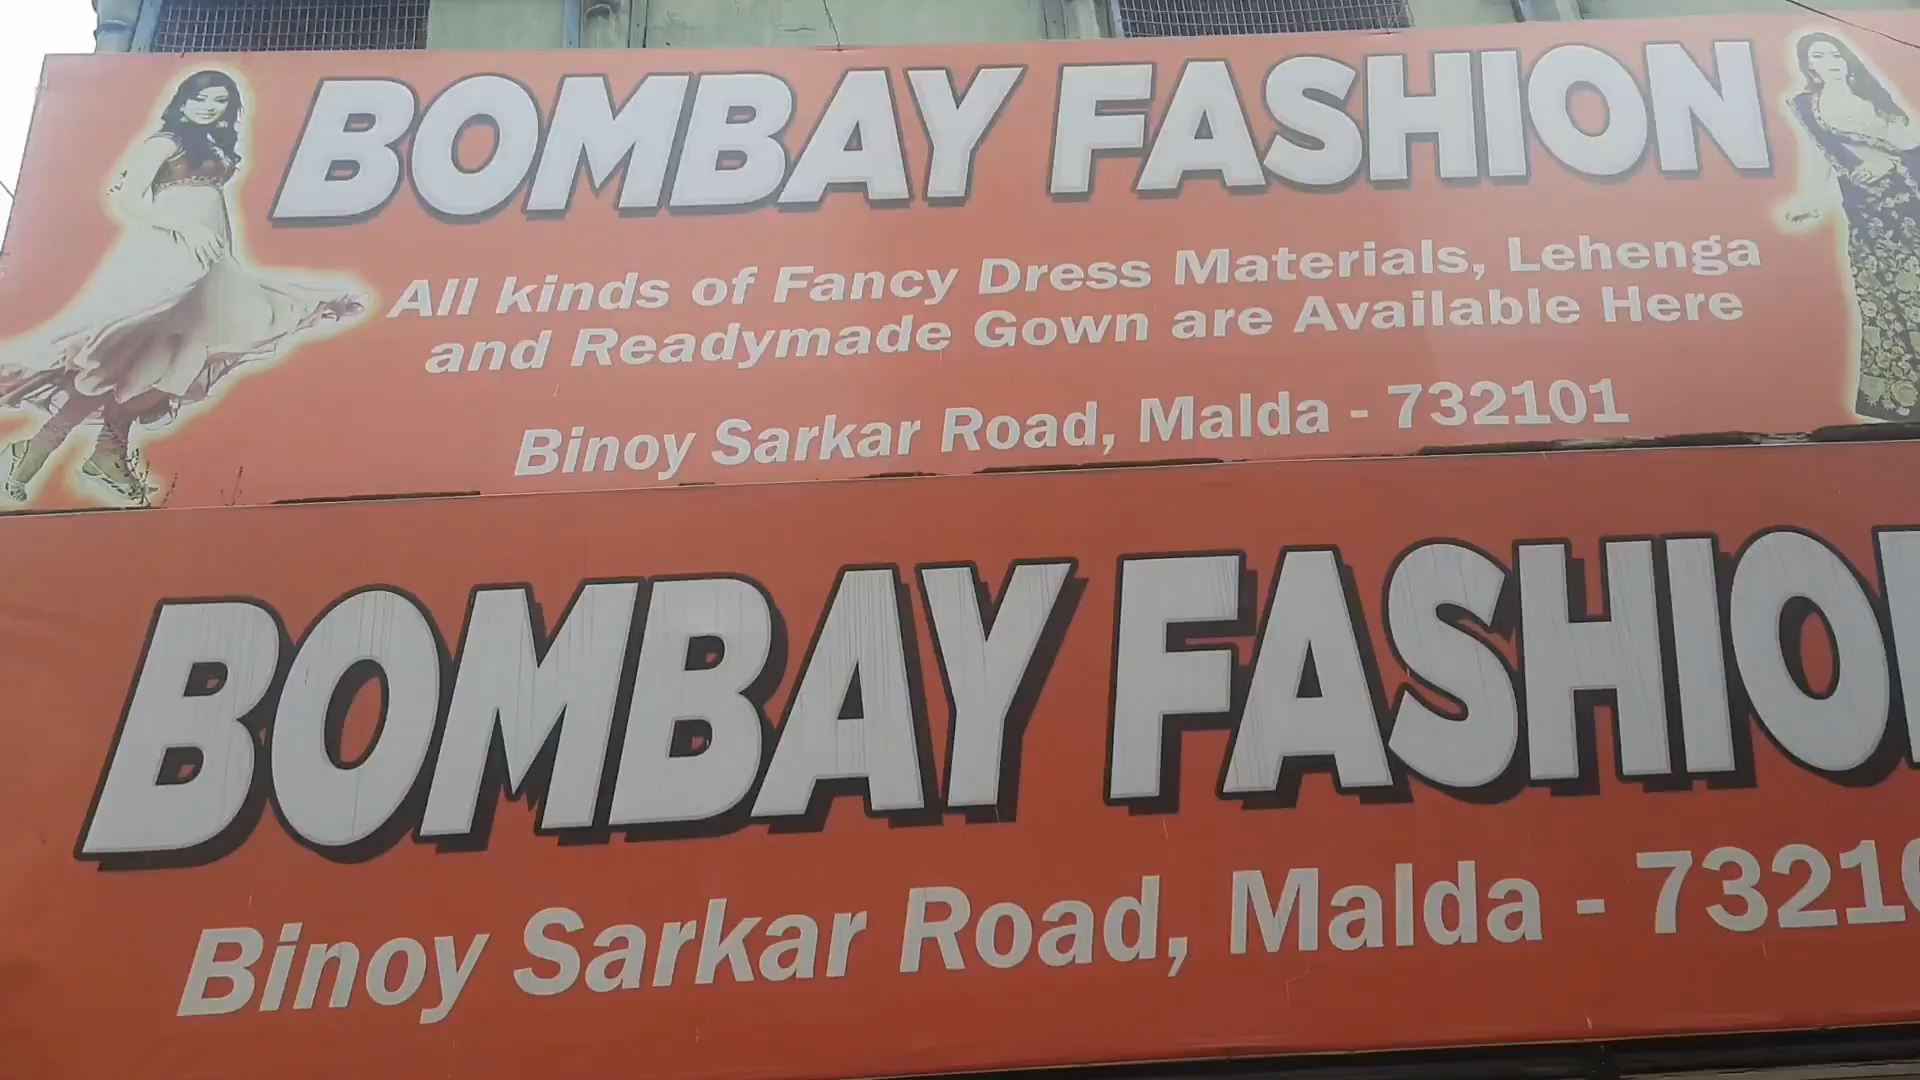 BOMBAY FASHION
All kinds of Fancy Dress Materials, Lehenga
and Readymade Gown are Available Here
Binoy Sarkar Road, Malda - 732101
BOMBAY FASHIO
Binoy Sarkar Road, Malda - 73210